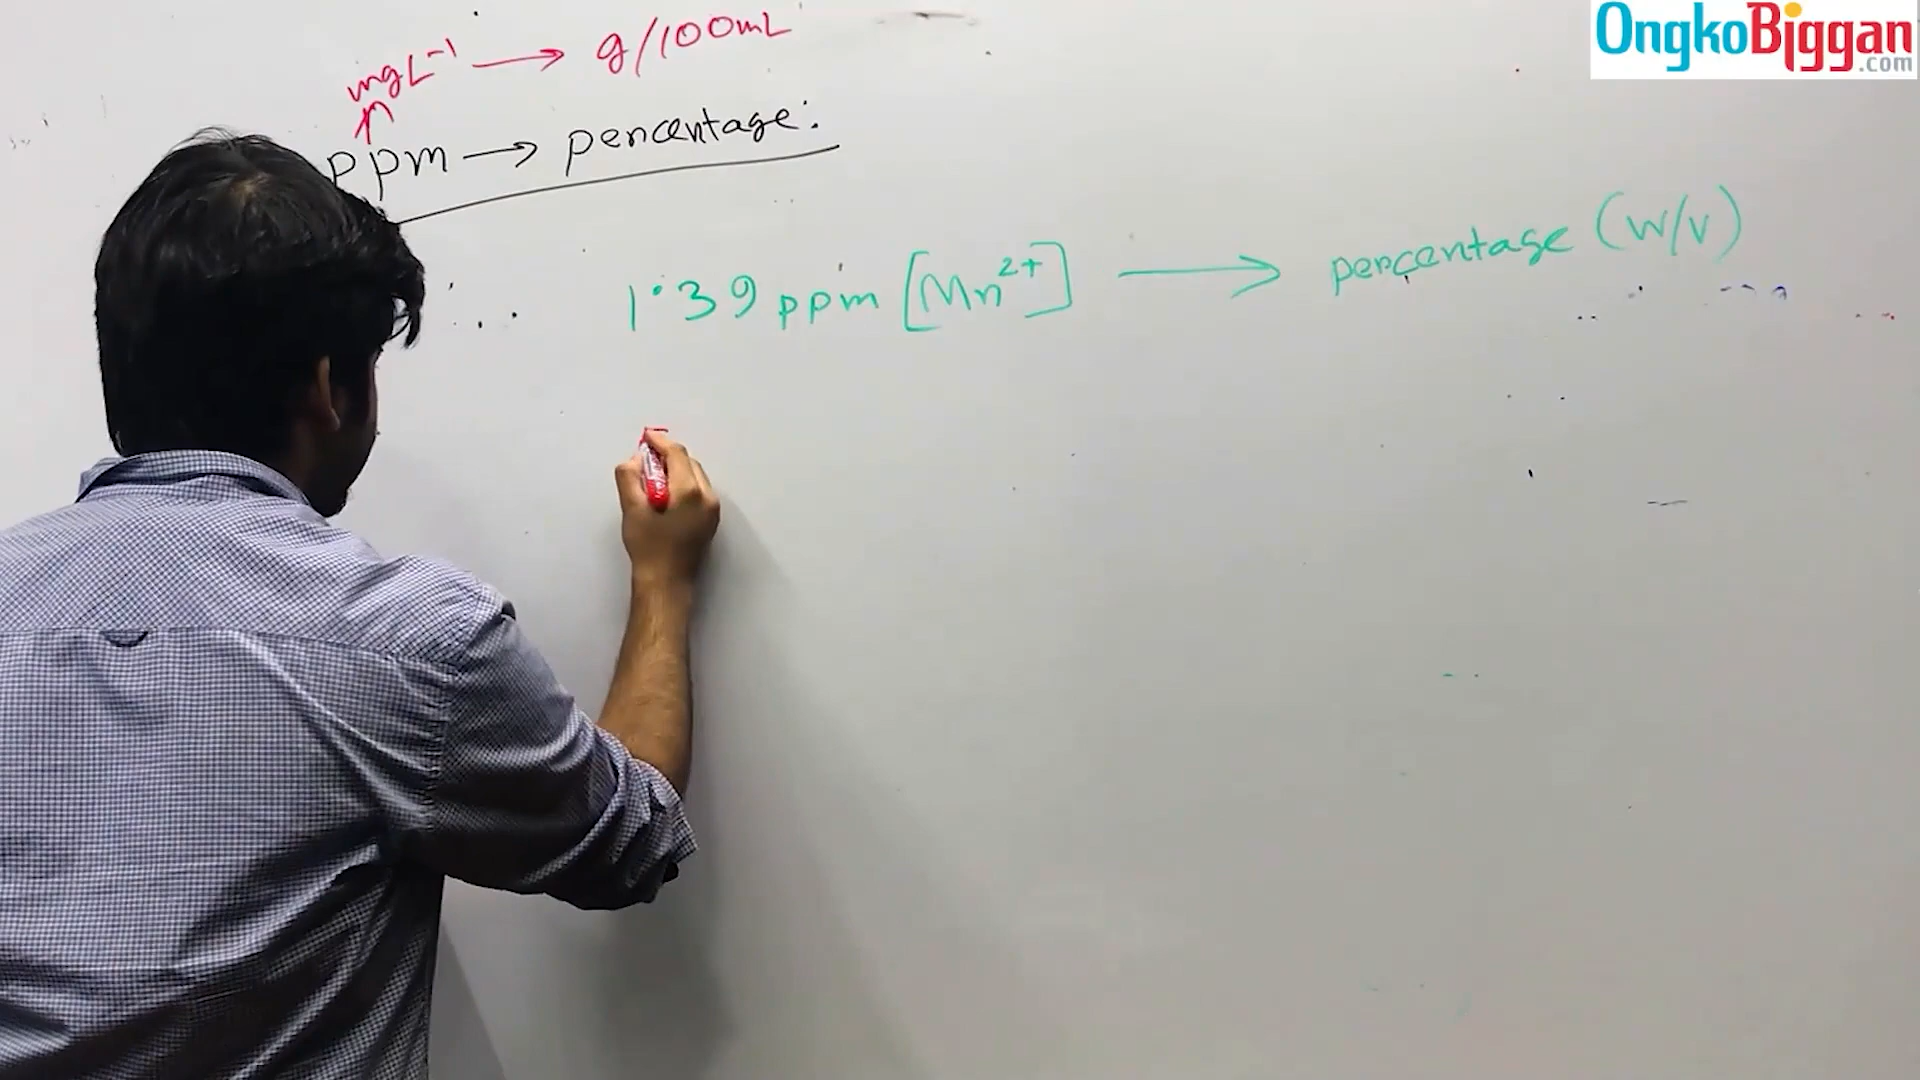 OngkoBiggan
.com
mgL⁻¹ → g/100mL
ppm → percentage:
1·39 ppm [Mn²⁺] → percentage (W/V)